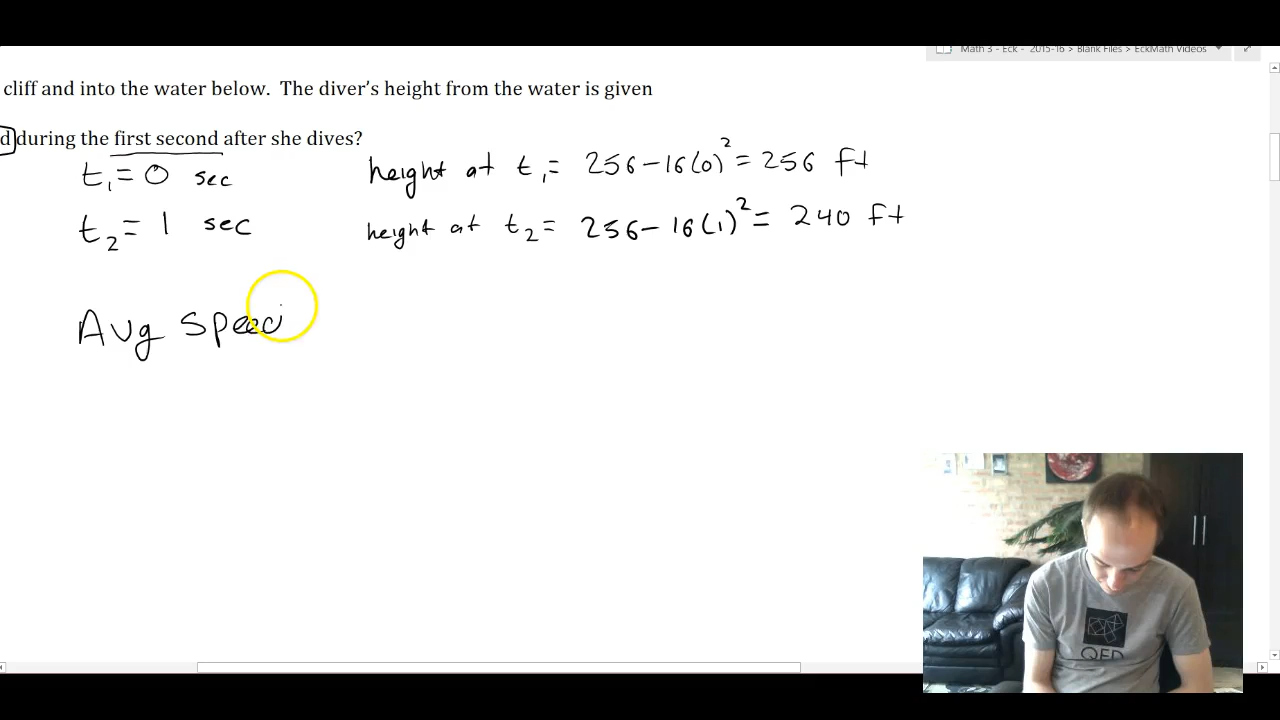 Math 3 - Eck - 2015-16 > Blank Files > EckMath Videos
cliff and into the water below. The diver's height from the water is given
d during the first second after she dives?
t₁ = 0 sec
height at t₁ = 256-16(0)² = 256 ft
t₂ = 1 sec
height at t₂ = 256-16(1)² = 240 ft
Avg Speed
QED